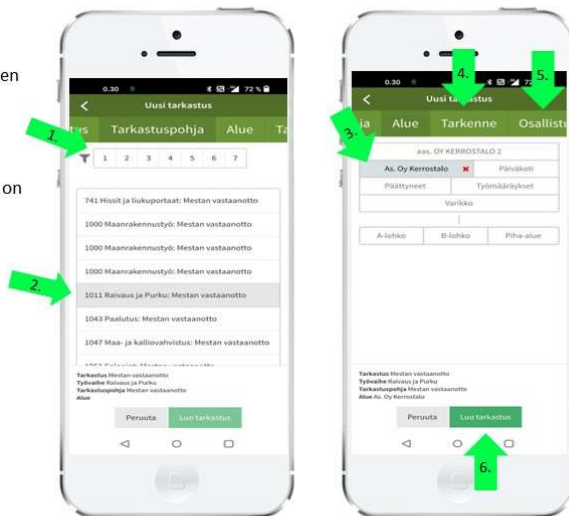 en
on
1.
2.
0.30
72 %
Uusi tarkastus
us Tarkastuspohja Alue Ta
1 2 3 4 5 6 7
741 Hissit ja liukuportaat: Mestan vastaanotto
1000 Maanrakennustyö: Mestan vastaanotto
1000 Maanrakennustyö: Mestan vastaanotto
1000 Maanrakennustyö: Mestan vastaanotto
1011 Raivaus ja Purku: Mestan vastaanotto
1043 Paalutus: Mestan vastaanotto
1047 Maa- ja kalliovahvistus: Mestan vastaanotto
Tarkastus Mestan vastaanotto
Työvaihe Raivaus ja Purku
Tarkastuspohja Mestan vastaanotto
Alue
Peruuta Luo tarkastus
3.
4.
5.
6.
0.30
72
Uusi tarkastus
ja Alue Tarkenne Osallistu
aas. OY KERROSTALO 2
As. Oy Kerrostalo Päiväkoti
Päättyneet Työmääräykset
Varikko
A-lohko B-lohko Piha-alue
Tarkastus Mestan vastaanotto
Työvaihe Raivaus ja Purku
Tarkastuspohja Mestan vastaanotto
Alue As. Oy Kerrostalo
Peruuta Luo tarkastus